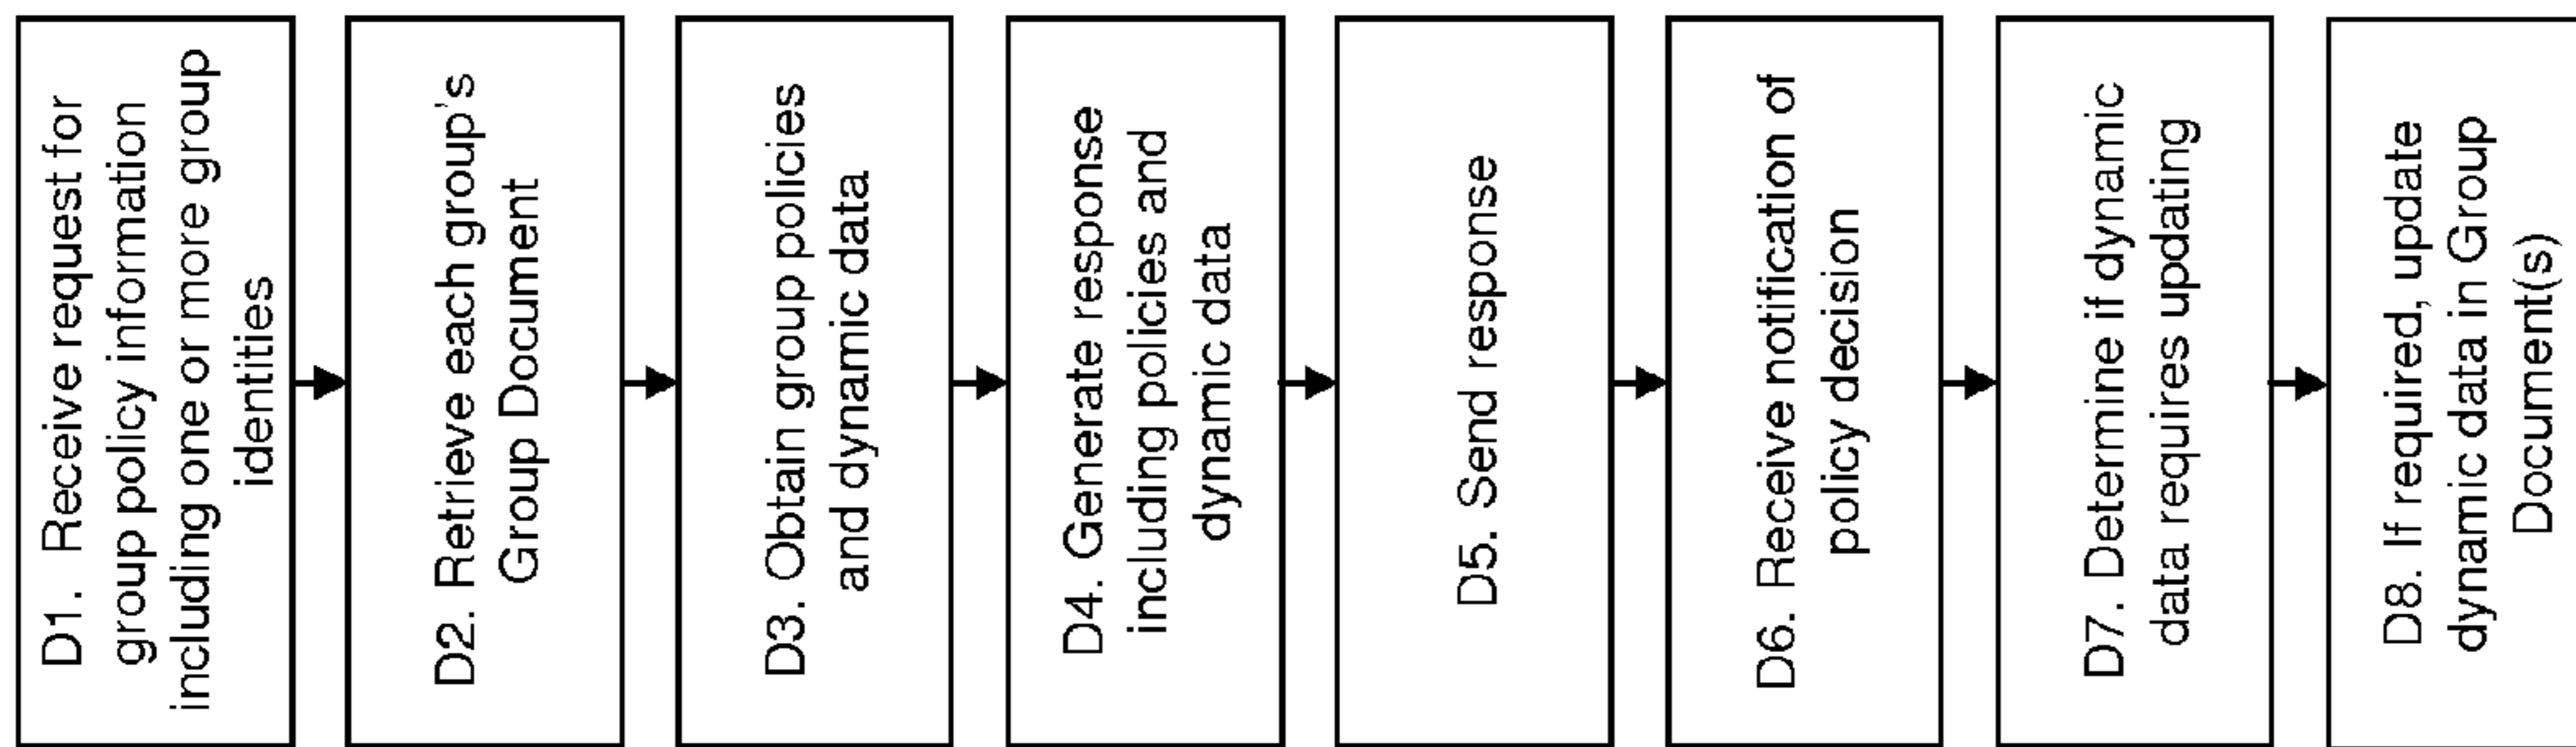 D1. Receive request for
group policy information
including one or more group
identities
D2. Retrieve each group's
Group Document
D3. Obtain group policies
and dynamic data
D4. Generate response
including policies and
dynamic data
D5. Send response
D6. Receive notification of
policy decision
D7. Determine if dynamic
data requires updating
D8. If required, update
dynamic data in Group
Document(s)